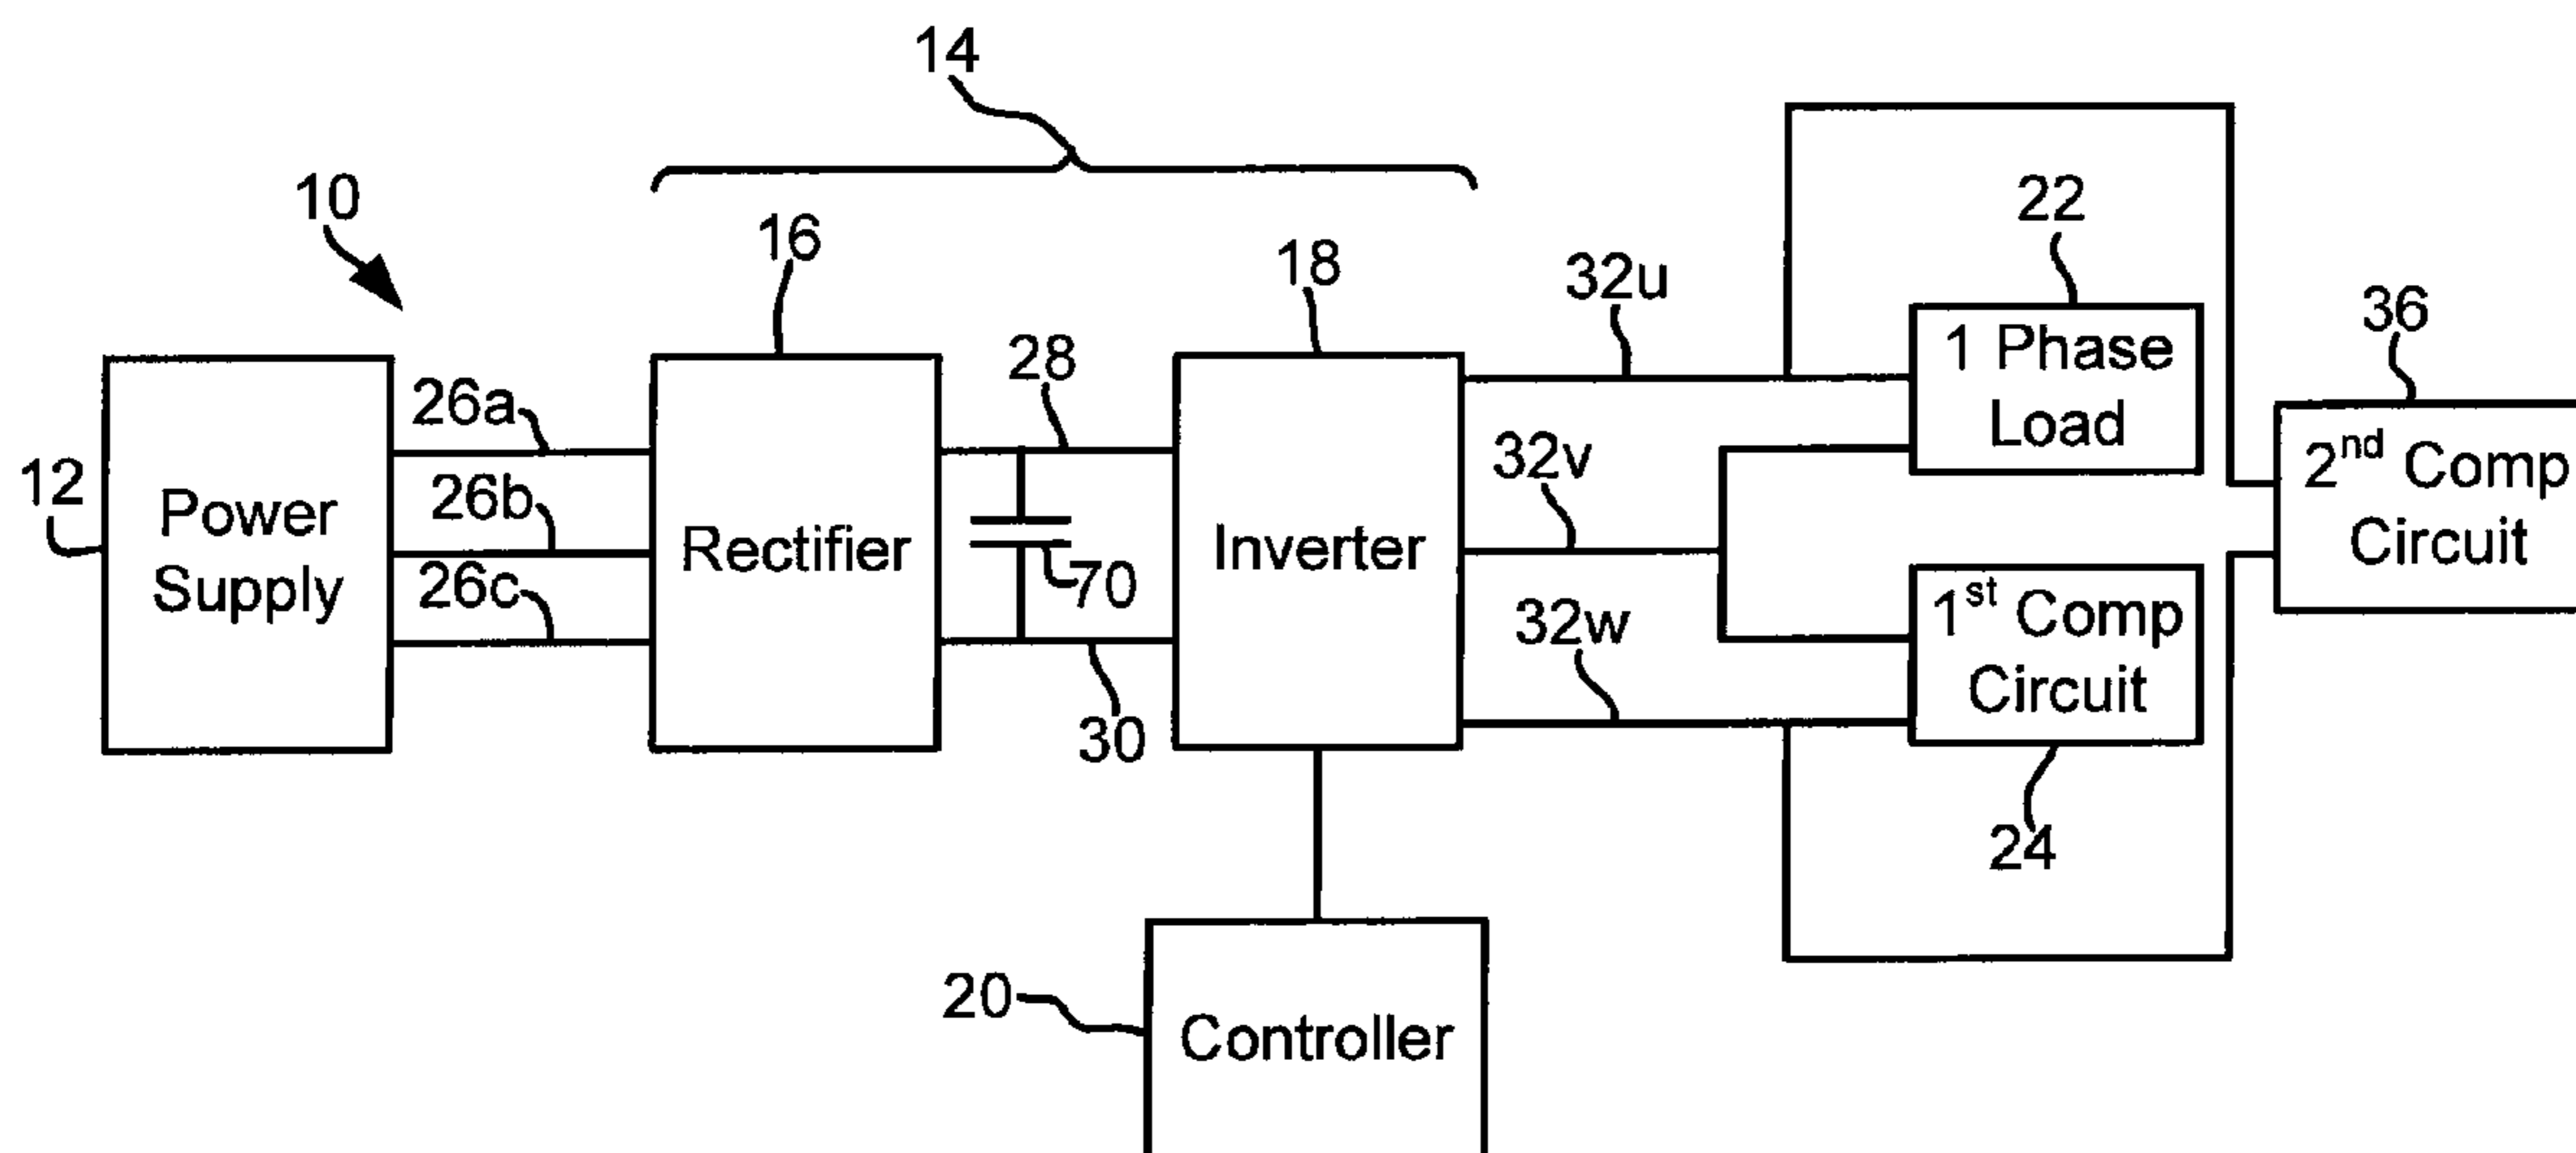 14
10
16
18
22
32u
36
28
26a
1 Phase
Load
12
Power
Supply
26b
32v
2nd Comp
Circuit
Rectifier
Inverter
26c
70
1st Comp
Circuit
32w
30
24
20
Controller